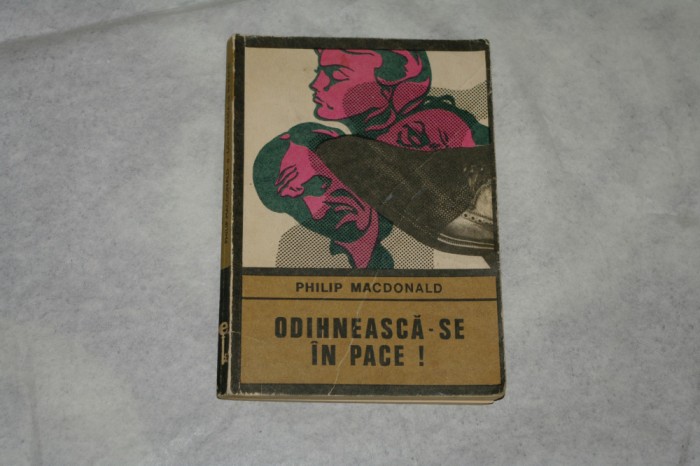 PHILIP MACDONALD
ODIHNEASCĂ-SE
ÎN PACE !